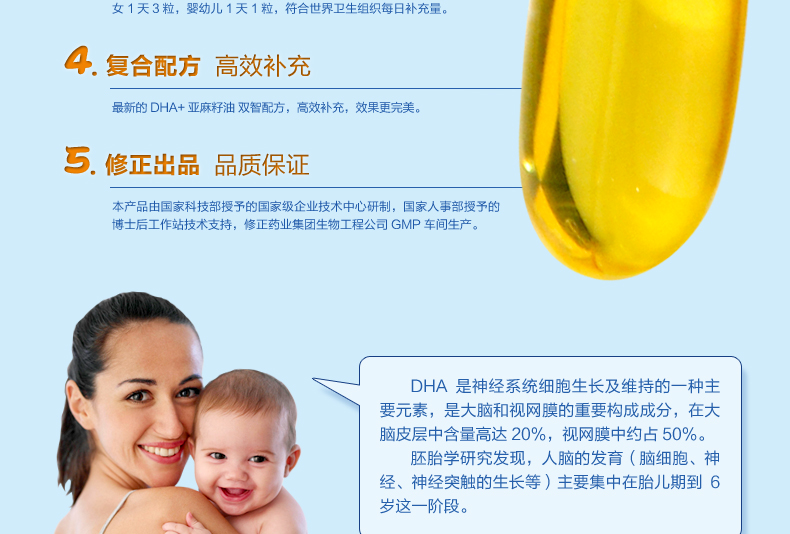 女 1 天 3 粒，婴幼儿 1 天 1 粒，符合世界卫生组织每日补充量。
4. 复合配方 高效补充
最新的 DHA+ 亚麻籽油 双智配方，高效补充，效果更完美。
5. 修正出品 品质保证
本产品由国家科技部授予的国家级企业技术中心研制，国家人事部授予的
博士后工作站技术支持，修正药业集团生物工程公司 GMP 车间生产。
DHA 是神经系统细胞生长及维持的一种主
要元素，是大脑和视网膜的重要构成成分，在大
脑皮层中含量高达 20%，视网膜中约占 50%。
胚胎学研究发现，人脑的发育（脑细胞、神
经、神经突触的生长等）主要集中在胎儿期到 6
岁这一阶段。